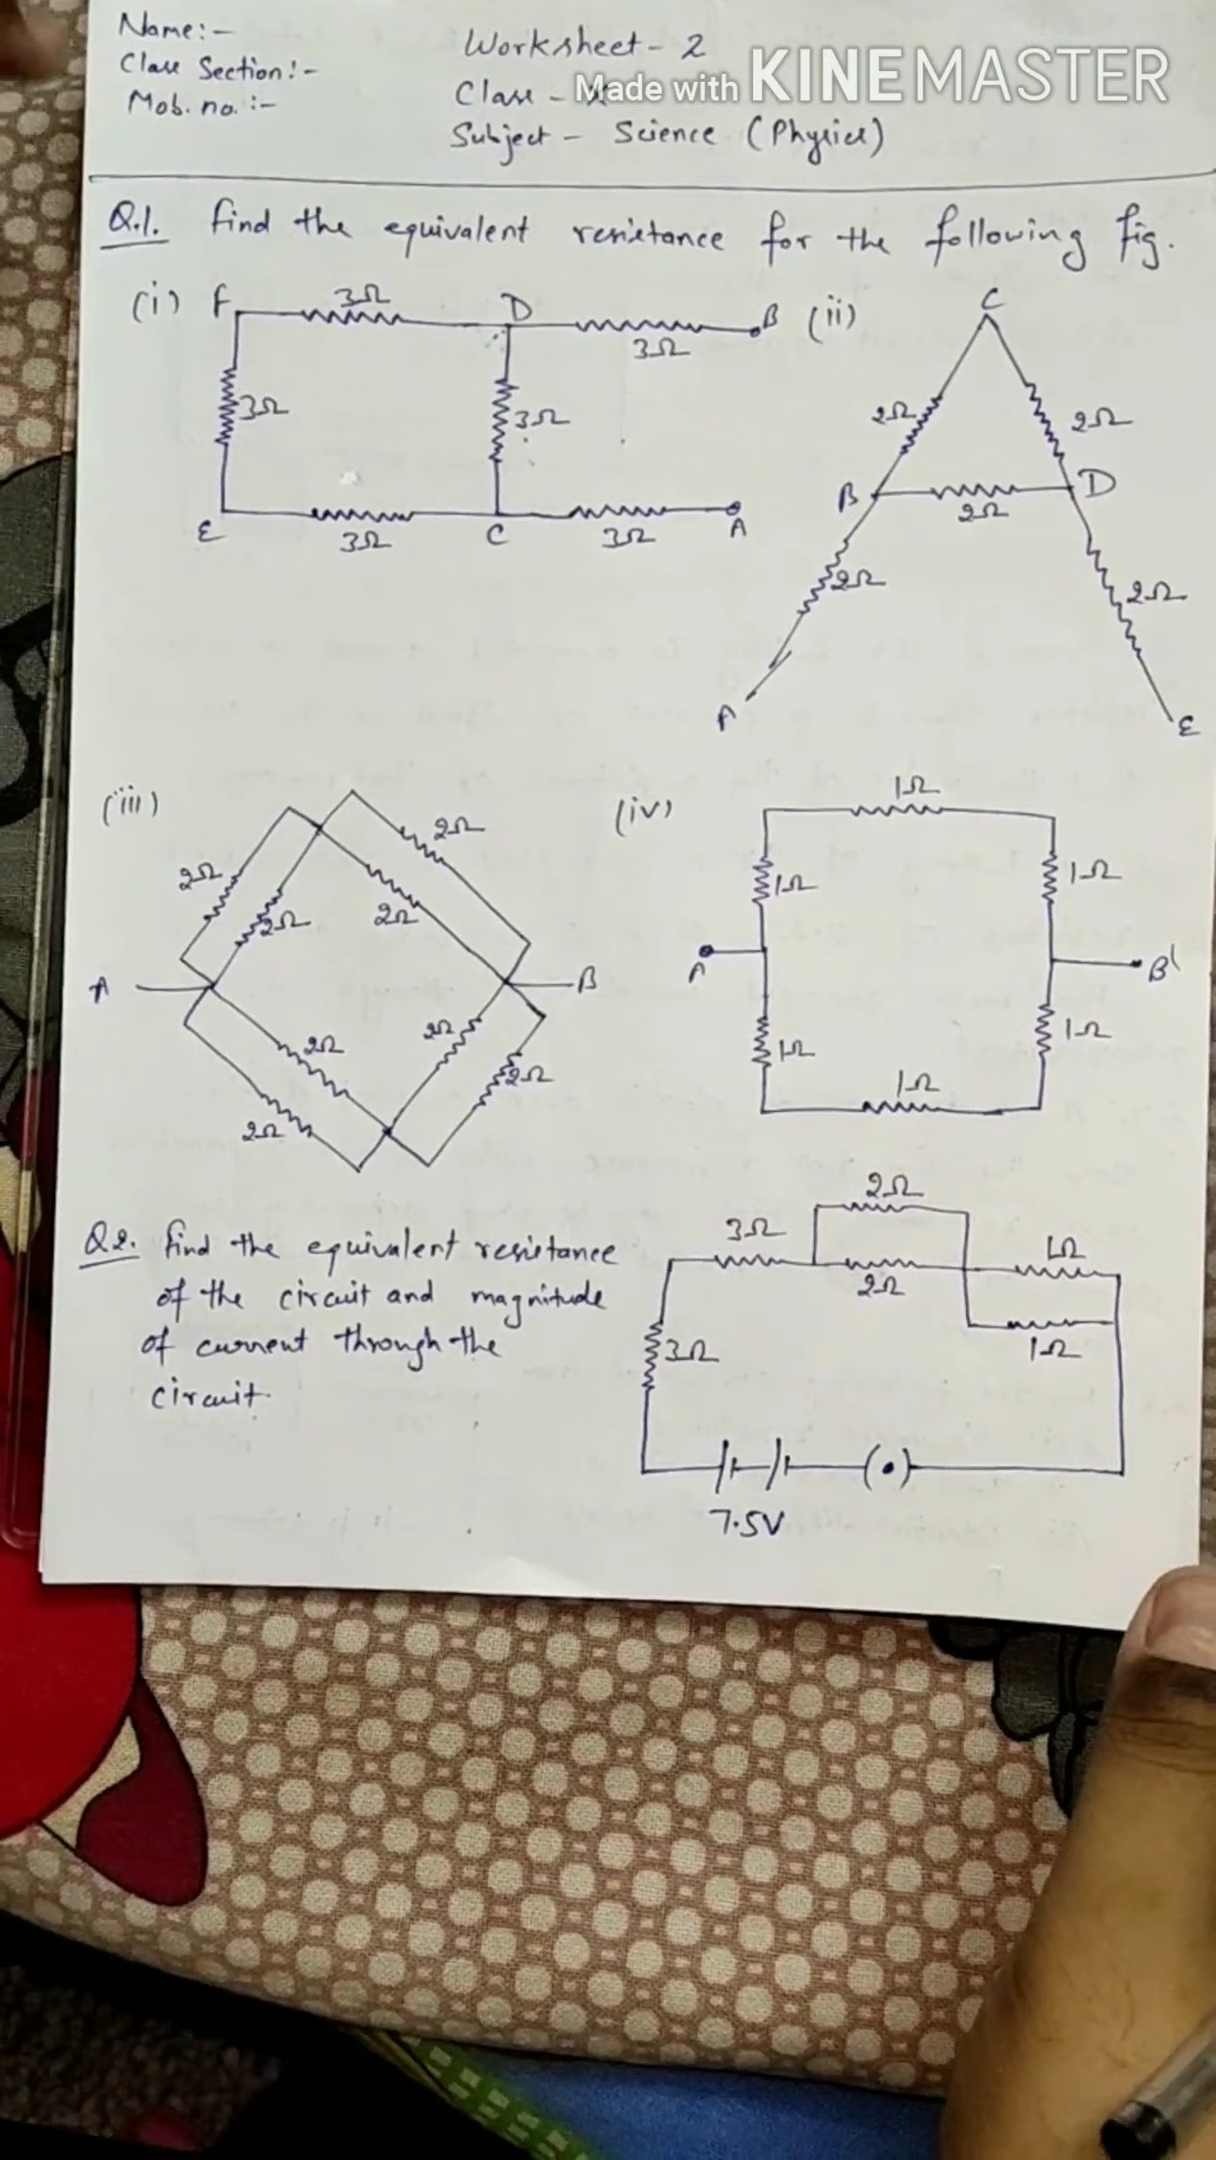 Name:-
Class Section:-
Mob. no.:-
Worksheet - 2
Class - X
Subject - Science (Physics)
Made with KINEMASTER
Q.1. find the equivalent resistance for the following fig.
(i) F 3Ω D B
3Ω
3Ω 3Ω
E 3Ω C 3Ω A
(ii) C
2Ω 2Ω
B 2Ω D
2Ω 2Ω
A E
(iii) 2Ω
2Ω 2Ω 2Ω
A B
2Ω 2Ω 2Ω
2Ω
(iv) 1Ω
1Ω 1Ω
A B
1Ω 1Ω
1Ω
Q2. find the equivalent resistance
of the circuit and magnitude
of current through the
circuit.
2Ω
3Ω 2Ω 1Ω
3Ω 1Ω
7.5V